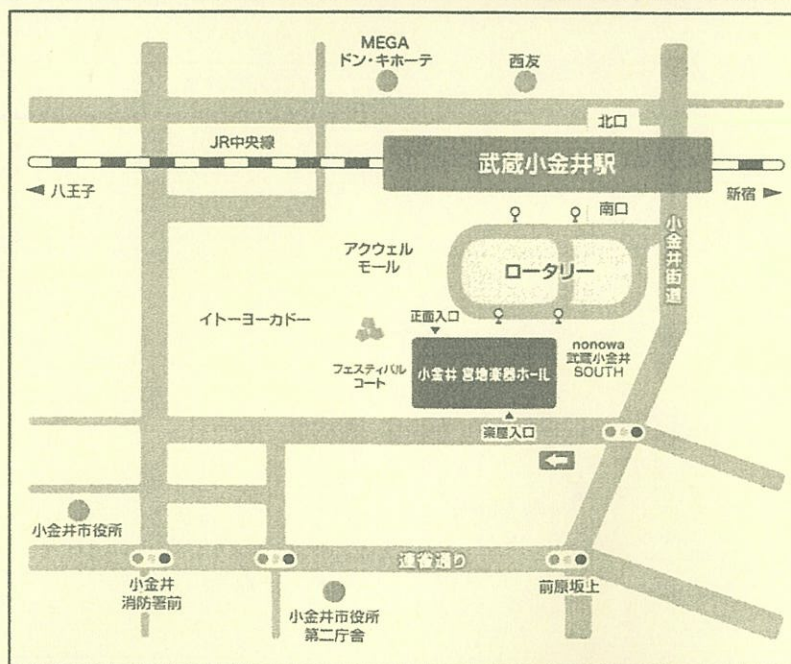 MEGA
ドン・キホーテ
西友
北口
JR中央線
武蔵小金井駅
八王子
新宿
南口
小金井街道
アクウェル
モール
ロータリー
イトーヨーカドー
正面入口
フェスティバル
コート
小金井 宮地楽器ホール
nonowa
武蔵小金井
SOUTH
楽屋入口
小金井市役所
連雀通り
小金井
消防署前
小金井市役所
第二庁舎
前原坂上